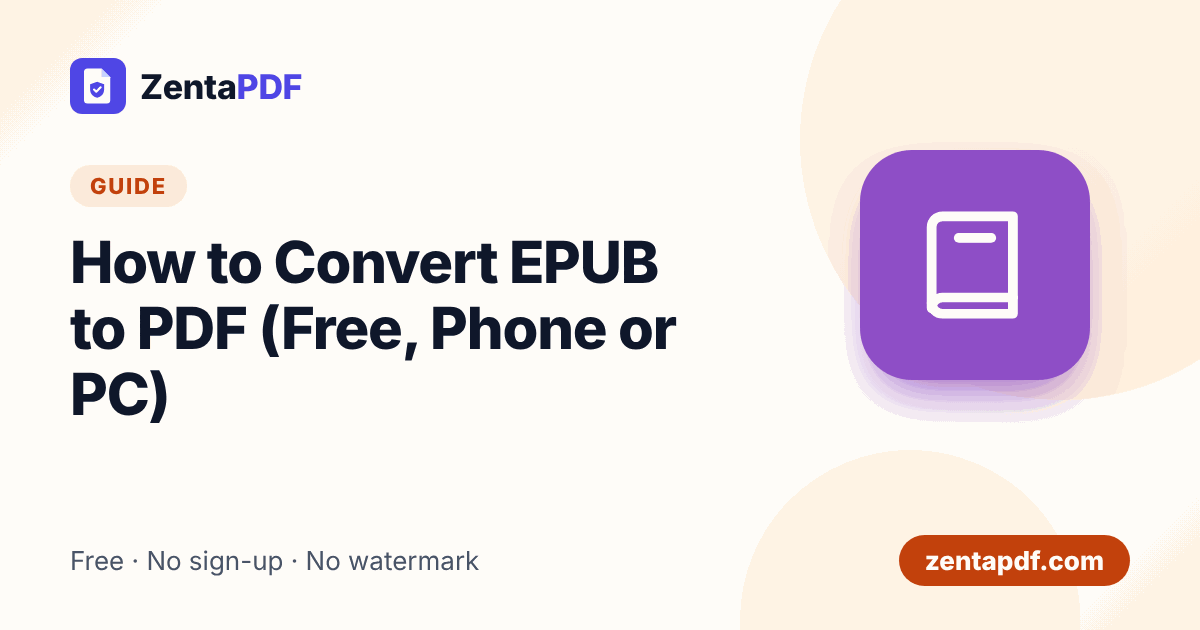 ZentaPDF
GUIDE
How to Convert EPUB
to PDF (Free, Phone or
PC)
Free · No sign-up · No watermark
zentapdf.com